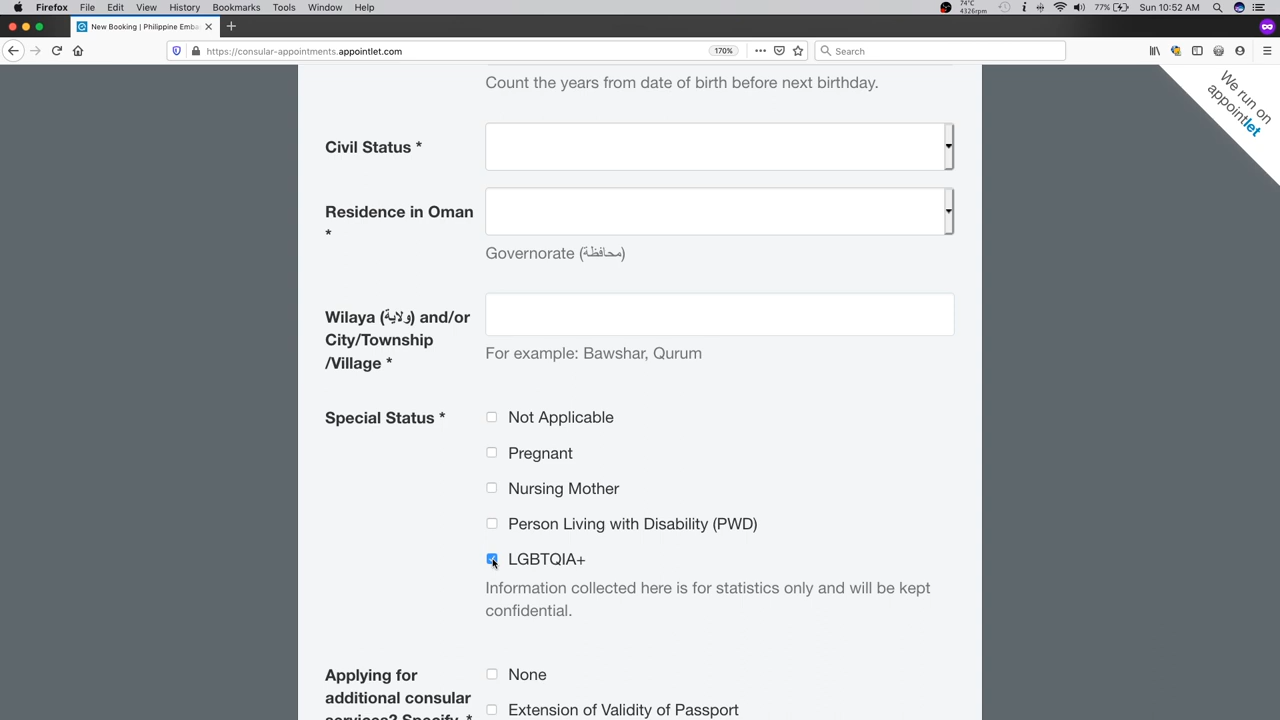 Firefox File Edit View History Bookmarks Tools Window Help 74°C 4326rpm 77% Sun 10:52 AM
New Booking | Philippine Emba
https://consular-appointments.appointlet.com 170% Search
We run on
appointlet
Count the years from date of birth before next birthday.
Civil Status *
Residence in Oman
*
Governorate (محافظة)
Wilaya (ولاية) and/or
City/Township
/Village *
For example: Bawshar, Qurum
Special Status *
Not Applicable
Pregnant
Nursing Mother
Person Living with Disability (PWD)
LGBTQIA+
Information collected here is for statistics only and will be kept
confidential.
Applying for
additional consular
services? Specify. *
None
Extension of Validity of Passport